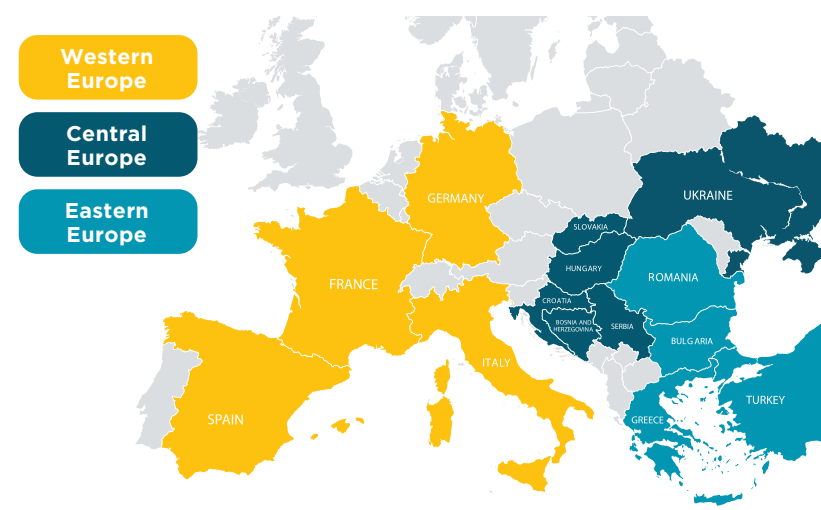 Western
Europe
Central
Europe
Eastern
Europe
GERMANY
UKRAINE
SLOVAKIA
HUNGARY
ROMANIA
FRANCE
CROATIA
BOSNIA AND
HERZEGOVINA
SERBIA
BULGARIA
ITALY
TURKEY
SPAIN
GREECE